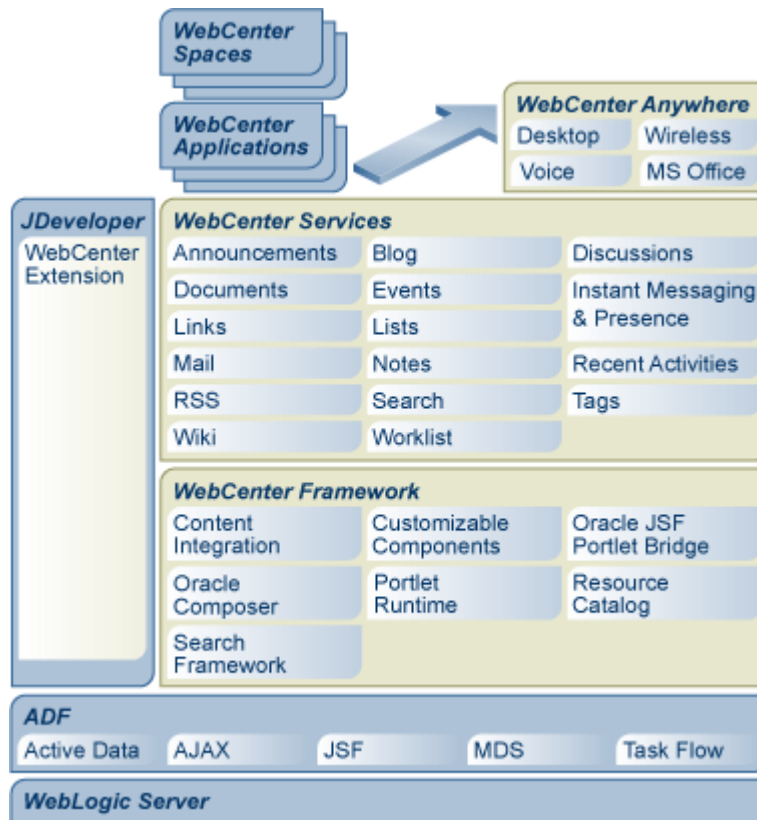 WebCenter
Spaces
WebCenter
Applications
WebCenter Anywhere
Desktop
Wireless
Voice
MS Office
JDeveloper
WebCenter
Extension
WebCenter Services
Announcements
Blog
Discussions
Documents
Events
Instant Messaging
& Presence
Links
Lists
Mail
Notes
Recent Activities
RSS
Search
Tags
Wiki
Worklist
WebCenter Framework
Content
Integration
Customizable
Components
Oracle JSF
Portlet Bridge
Oracle
Composer
Portlet
Runtime
Resource
Catalog
Search
Framework
ADF
Active Data
AJAX
JSF
MDS
Task Flow
WebLogic Server